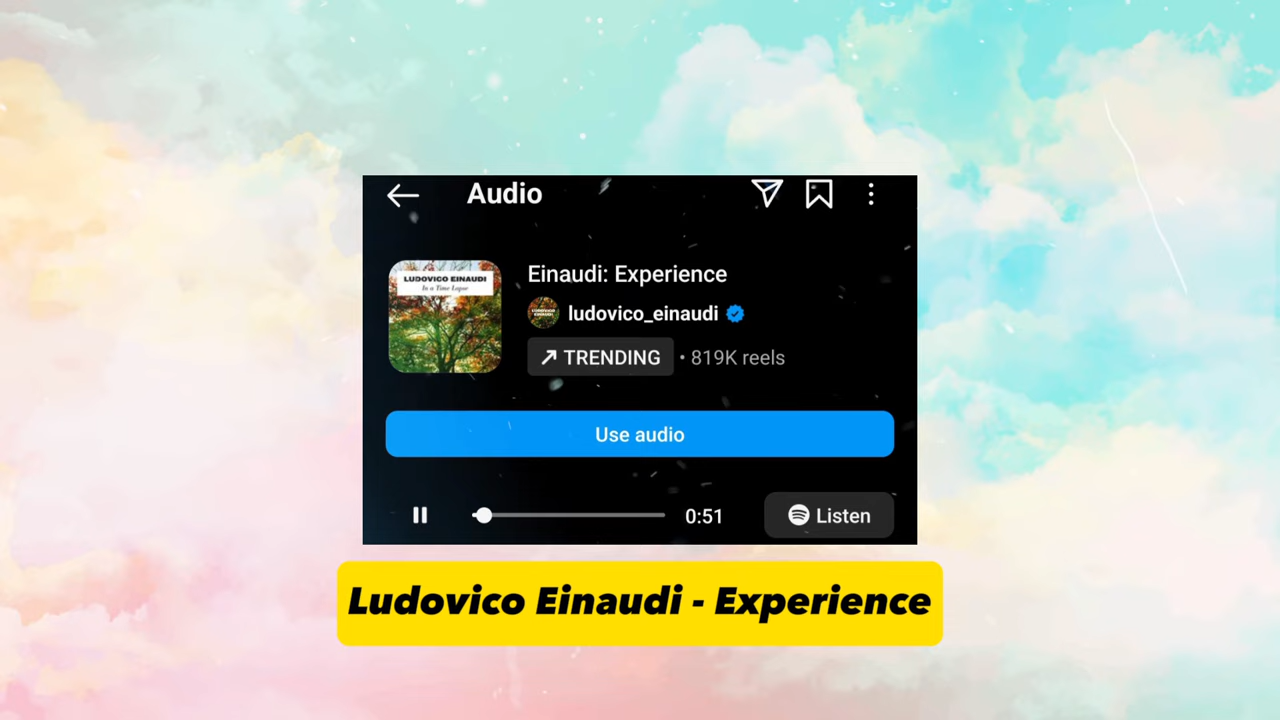 Audio
LUDOVICO EINAUDI
In a Time Lapse
Einaudi: Experience
ludovico_einaudi
TRENDING • 819K reels
Use audio
0:51
Listen
Ludovico Einaudi - Experience